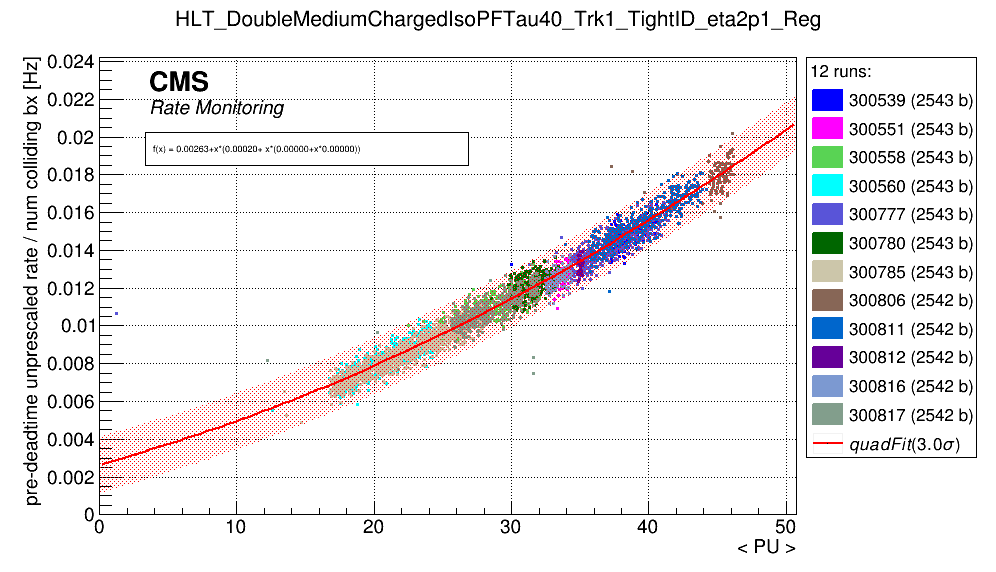 HLT_DoubleMediumChargedIsoPFTau40_Trk1_TightID_eta2p1_Reg
pre-deadtime unprescaled rate / num colliding bx [Hz]
0.024
0.022
0.02
0.018
0.016
0.014
0.012
0.01
0.008
0.006
0.004
0.002
0
CMS
Rate Monitoring
f(x) = 0.00263+x*(0.00020+ x*(0.00000+x*0.00000))
0 10 20 30 40 50
< PU >
12 runs:
300539 (2543 b)
300551 (2543 b)
300558 (2543 b)
300560 (2543 b)
300777 (2543 b)
300780 (2543 b)
300785 (2543 b)
300806 (2542 b)
300811 (2542 b)
300812 (2542 b)
300816 (2542 b)
300817 (2542 b)
quadFit(3.0σ)